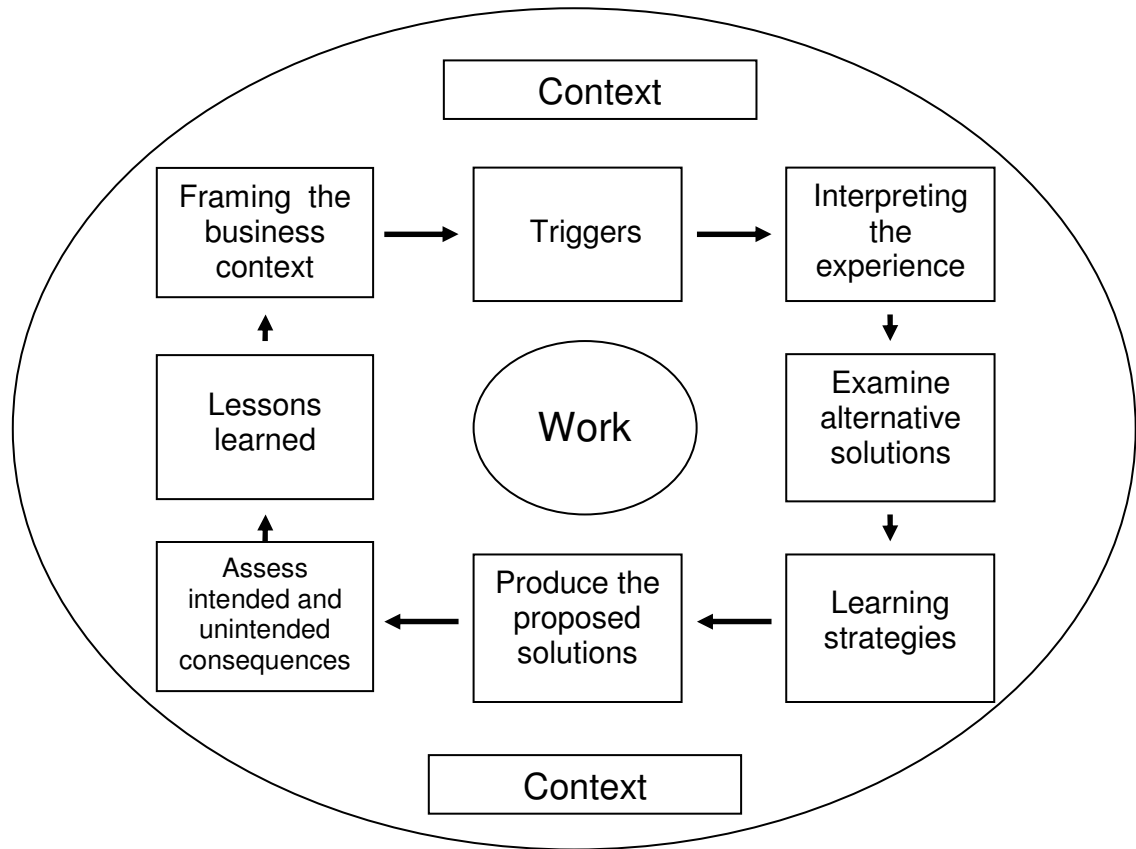 Context
Framing the
business
context
Triggers
Interpreting
the
experience
Lessons
learned
Work
Examine
alternative
solutions
Assess
intended and
unintended
consequences
Produce the
proposed
solutions
Learning
strategies
Context